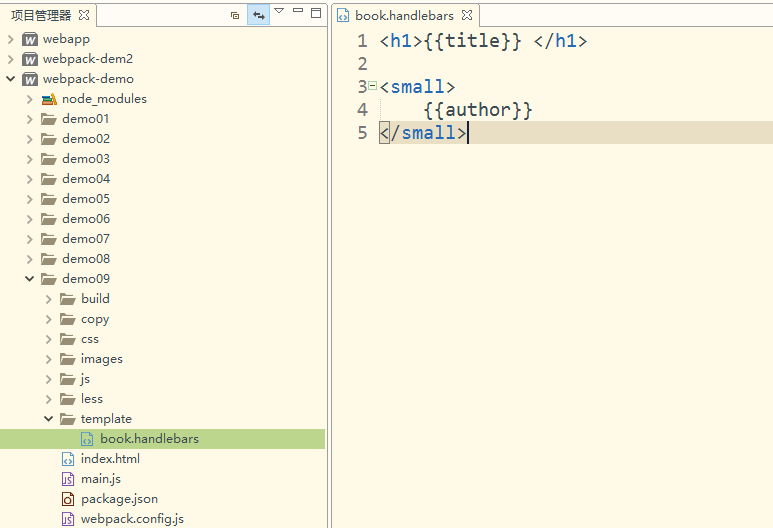 项目管理器
webapp
webpack-dem2
webpack-demo
node_modules
demo01
demo02
demo03
demo04
demo05
demo06
demo07
demo08
demo09
build
copy
css
images
js
less
template
book.handlebars
index.html
main.js
package.json
webpack.config.js
book.handlebars
1 <h1>{{title}} </h1>
2
3 <small>
4 {{author}}
5 </small>